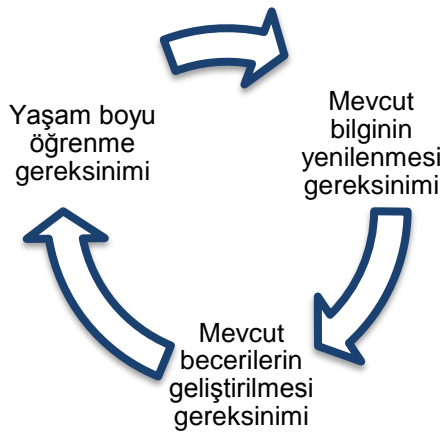 Yaşam boyu
öğrenme
gereksinimi
Mevcut
bilginin
yenilenmesi
gereksinimi
Mevcut
becerilerin
geliştirilmesi
gereksinimi